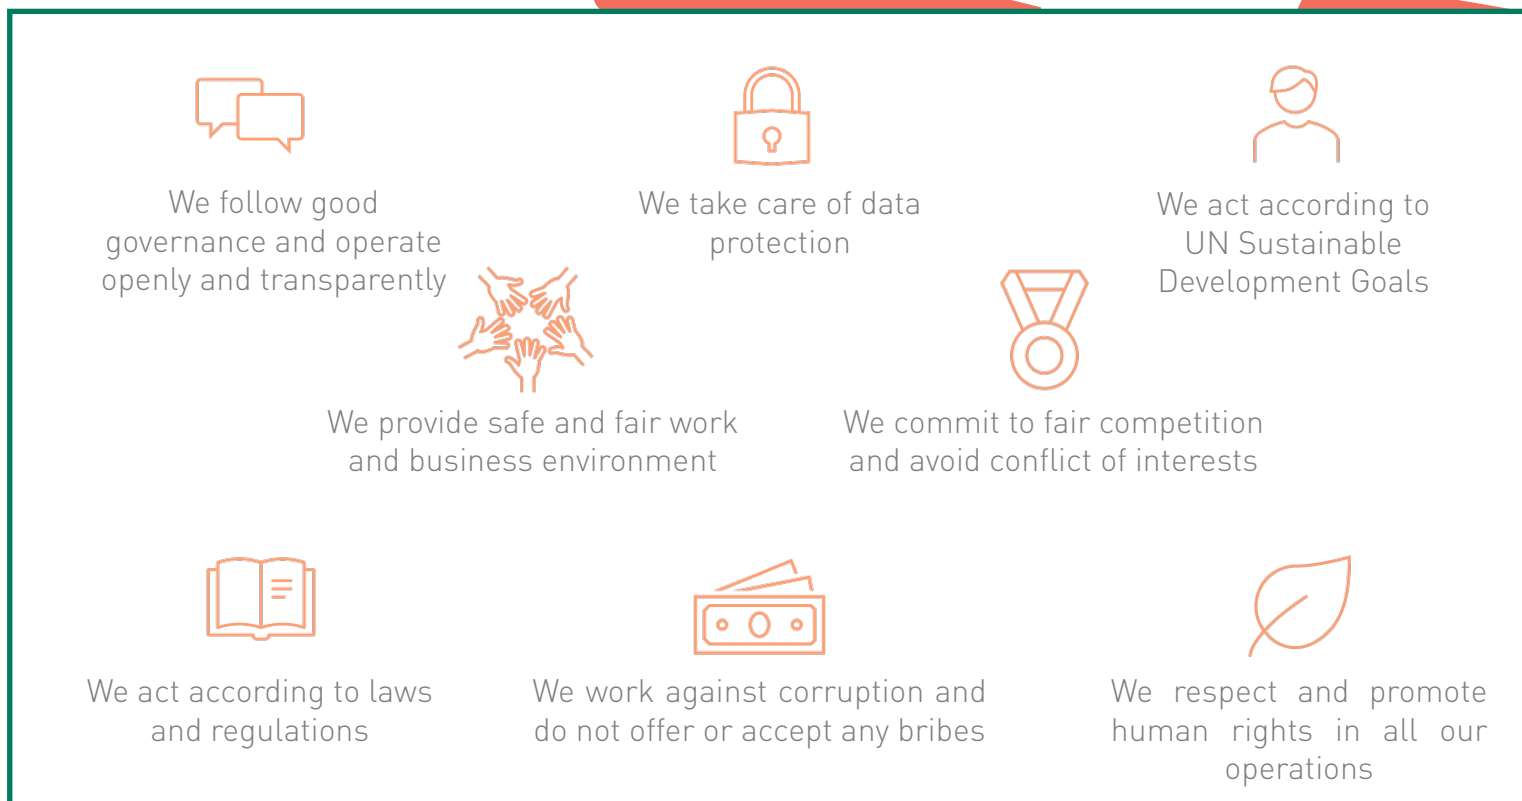 We follow good
governance and operate
openly and transparently
We take care of data
protection
We act according to
UN Sustainable
Development Goals
We provide safe and fair work
and business environment
We commit to fair competition
and avoid conflict of interests
We act according to laws
and regulations
We work against corruption and
do not offer or accept any bribes
We respect and promote
human rights in all our
operations